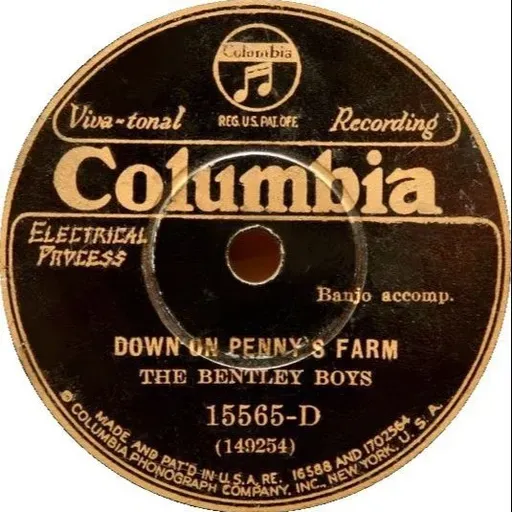 Columbia
REG. U.S. PAT. OFF.
Viva-tonal Recording
Columbia
ELECTRICAL
PROCESS
Banjo accomp.
DOWN ON PENNY'S FARM
THE BENTLEY BOYS
15565-D
(149254)
MADE AND PAT'D IN U.S.A. RE. 16588 AND 1702564
© COLUMBIA PHONOGRAPH COMPANY, INC., NEW YORK, U.S.A.